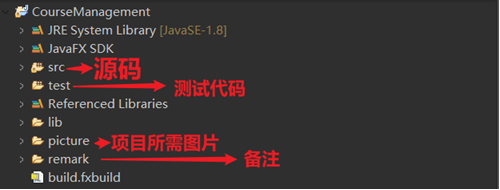 CourseManagement
JRE System Library [JavaSE-1.8]
JavaFX SDK
src 源码
test 测试代码
Referenced Libraries
lib
picture 项目所需图片
remark 备注
build.fxbuild